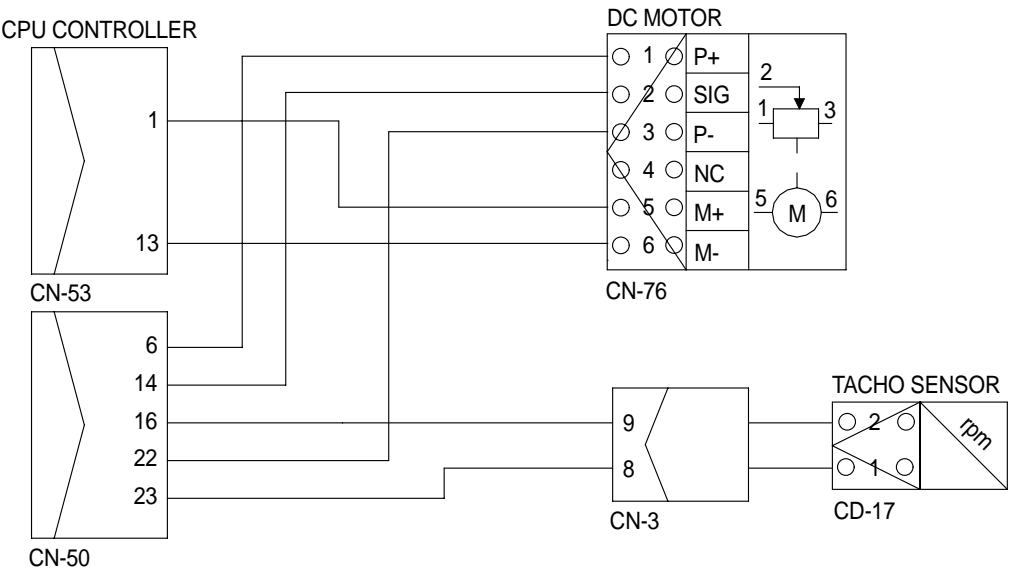 DC MOTOR
CPU CONTROLLER
1 P+
2 SIG
3 P-
4 NC
5 M+
6 M-
2
1 3
5 M 6
1
13
CN-53
CN-76
6
14
16
22
23
CN-50
9
8
CN-3
TACHO SENSOR
2
1
rpm
CD-17